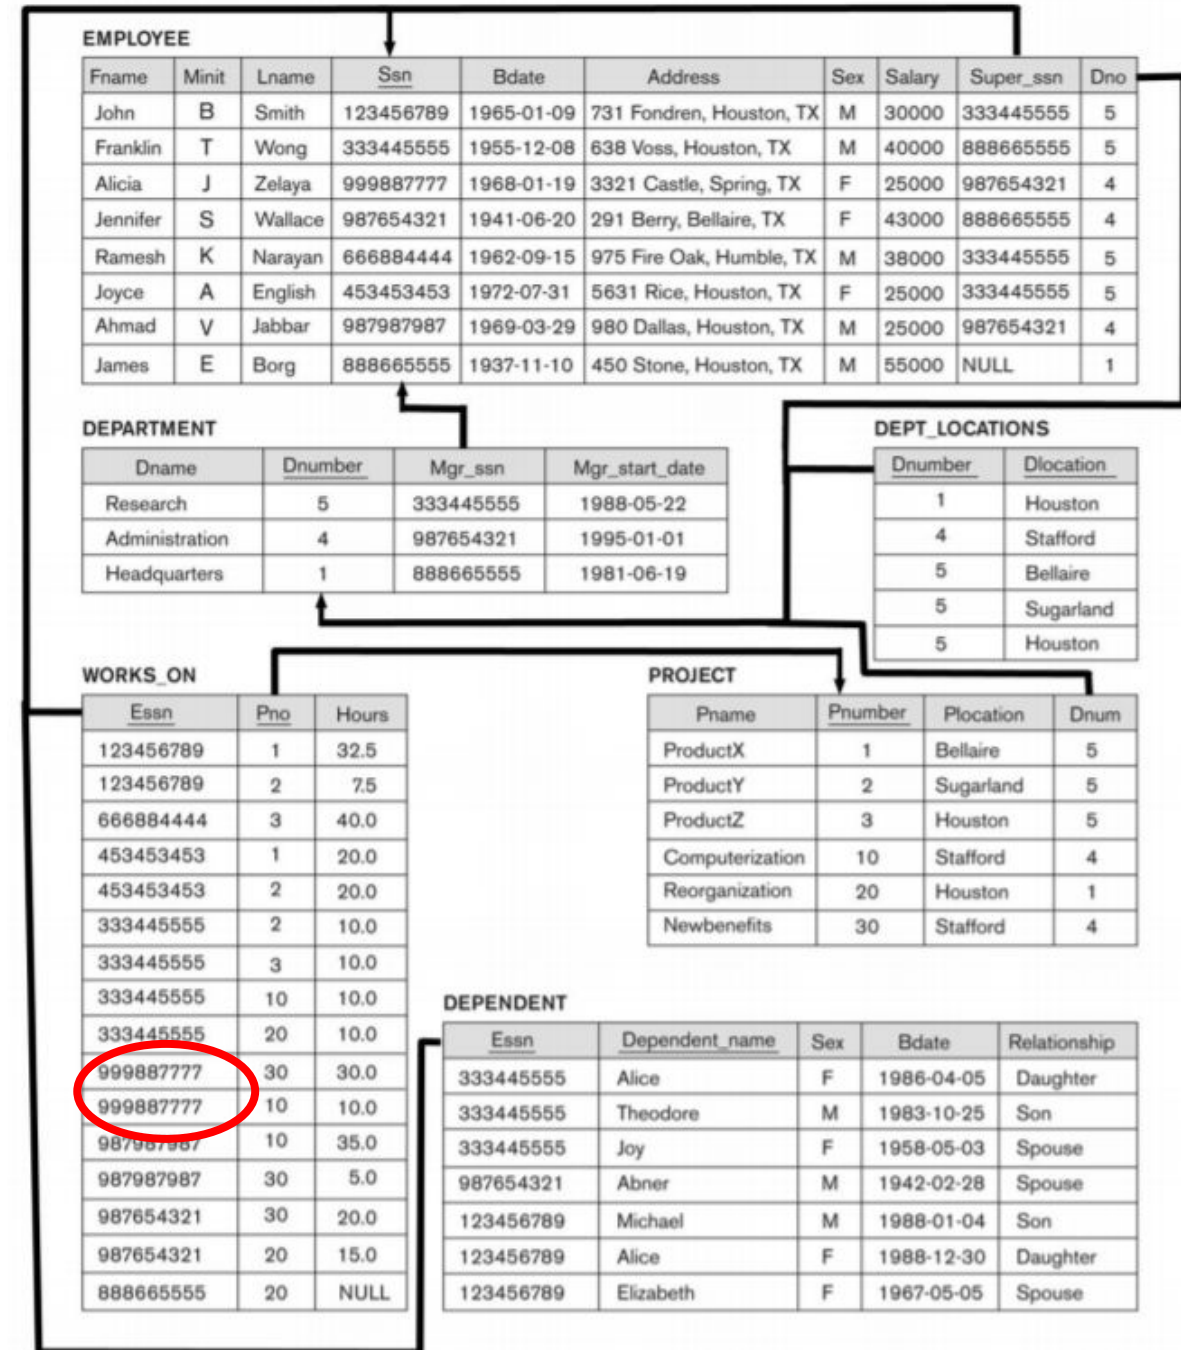 EMPLOYEE
Fname Minit Lname Ssn Bdate Address Sex Salary Super_ssn Dno
John B Smith 123456789 1965-01-09 731 Fondren, Houston, TX M 30000 333445555 5
Franklin T Wong 333445555 1955-12-08 638 Voss, Houston, TX M 40000 888665555 5
Alicia J Zelaya 999887777 1968-01-19 3321 Castle, Spring, TX F 25000 987654321 4
Jennifer S Wallace 987654321 1941-06-20 291 Berry, Bellaire, TX F 43000 888665555 4
Ramesh K Narayan 666884444 1962-09-15 975 Fire Oak, Humble, TX M 38000 333445555 5
Joyce A English 453453453 1972-07-31 5631 Rice, Houston, TX F 25000 333445555 5
Ahmad V Jabbar 987987987 1969-03-29 980 Dallas, Houston, TX M 25000 987654321 4
James E Borg 888665555 1937-11-10 450 Stone, Houston, TX M 55000 NULL 1
DEPARTMENT
Dname Dnumber Mgr_ssn Mgr_start_date
Research 5 333445555 1988-05-22
Administration 4 987654321 1995-01-01
Headquarters 1 888665555 1981-06-19
DEPT_LOCATIONS
Dnumber Dlocation
1 Houston
4 Stafford
5 Bellaire
5 Sugarland
5 Houston
WORKS_ON
Essn Pno Hours
123456789 1 32.5
123456789 2 7.5
666884444 3 40.0
453453453 1 20.0
453453453 2 20.0
333445555 2 10.0
333445555 3 10.0
333445555 10 10.0
333445555 20 10.0
999887777 30 30.0
999887777 10 10.0
987987987 10 35.0
987987987 30 5.0
987654321 30 20.0
987654321 20 15.0
888665555 20 NULL
PROJECT
Pname Pnumber Plocation Dnum
ProductX 1 Bellaire 5
ProductY 2 Sugarland 5
ProductZ 3 Houston 5
Computerization 10 Stafford 4
Reorganization 20 Houston 1
Newbenefits 30 Stafford 4
DEPENDENT
Essn Dependent_name Sex Bdate Relationship
333445555 Alice F 1986-04-05 Daughter
333445555 Theodore M 1983-10-25 Son
333445555 Joy F 1958-05-03 Spouse
987654321 Abner M 1942-02-28 Spouse
123456789 Michael M 1988-01-04 Son
123456789 Alice F 1988-12-30 Daughter
123456789 Elizabeth F 1967-05-05 Spouse